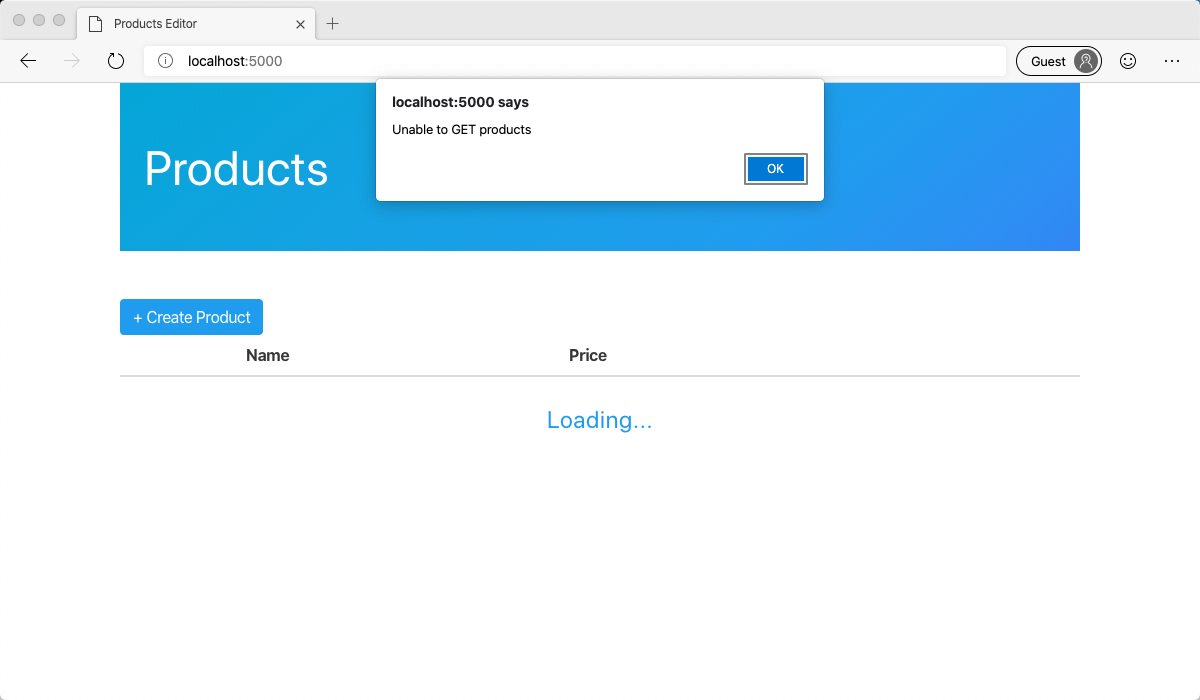 Products Editor
localhost:5000
Guest
localhost:5000 says
Unable to GET products
OK
Products
+ Create Product
Name Price
Loading...